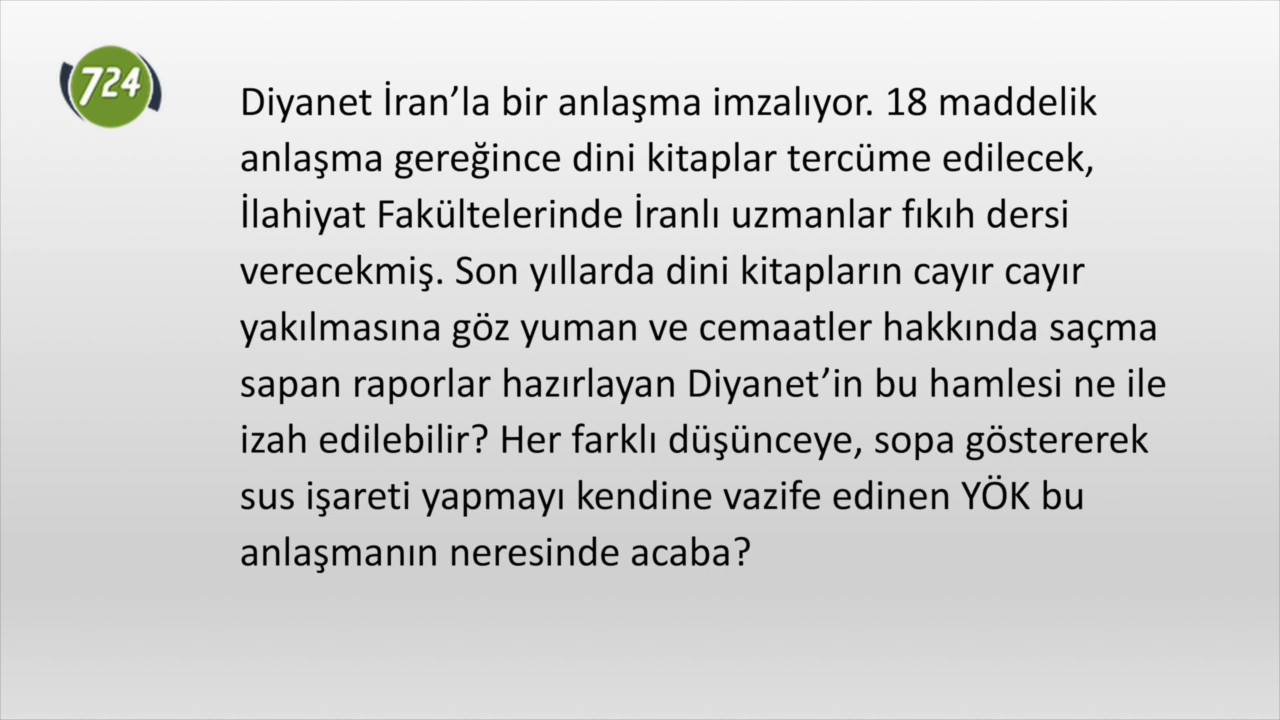 724
Diyanet İran’la bir anlaşma imzalıyor. 18 maddelik
anlaşma gereğince dini kitaplar tercüme edilecek,
İlahiyat Fakültelerinde İranlı uzmanlar fıkıh dersi
verecekmiş. Son yıllarda dini kitapların cayır cayır
yakılmasına göz yuman ve cemaatler hakkında saçma
sapan raporlar hazırlayan Diyanet’in bu hamlesi ne ile
izah edilebilir? Her farklı düşünceye, sopa göstererek
sus işareti yapmayı kendine vazife edinen YÖK bu
anlaşmanın neresinde acaba?